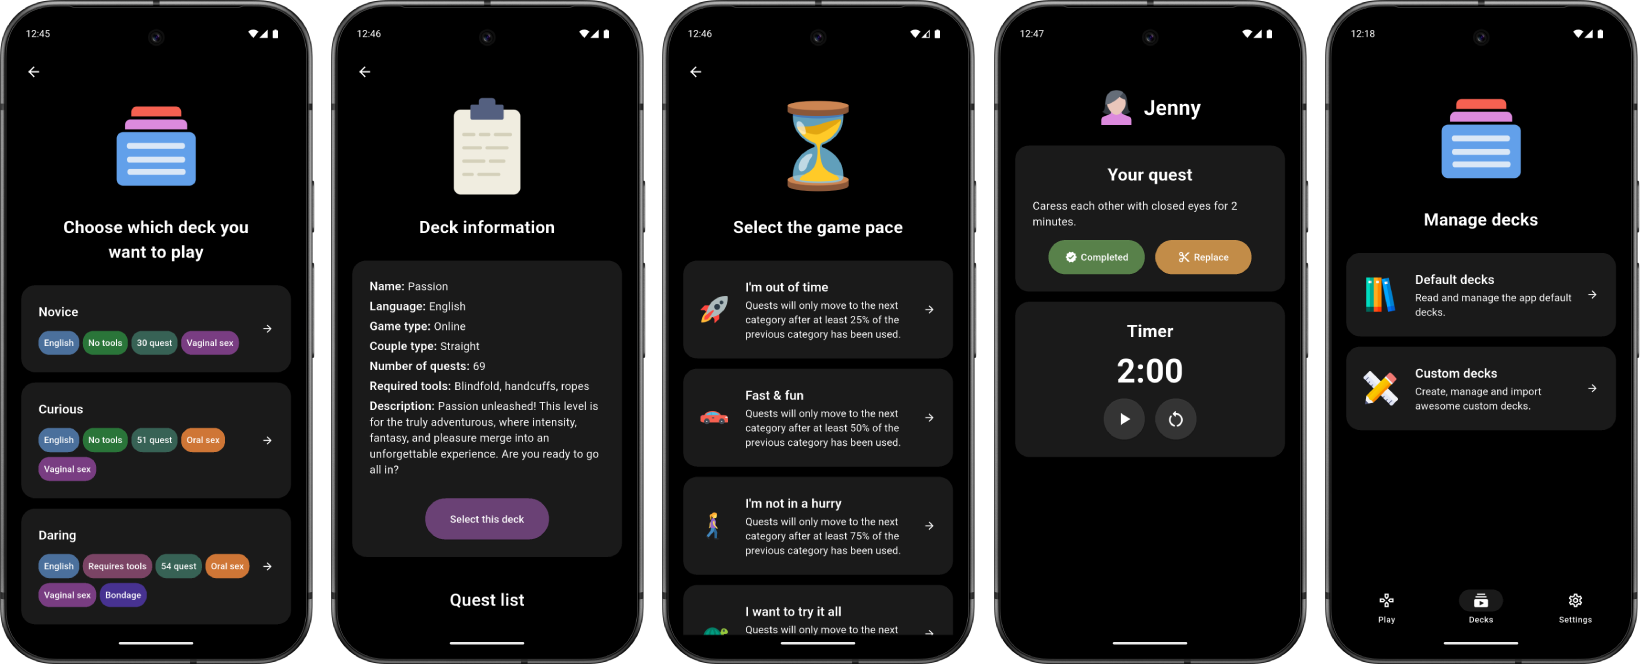 12:45
Choose which deck you
want to play
Novice
English No tools 30 quest Vaginal sex
Curious
English No tools 51 quest Oral sex
Vaginal sex
Daring
English Requires tools 54 quest Oral sex
Vaginal sex Bondage
12:46
Deck information
Name: Passion
Language: English
Game type: Online
Couple type: Straight
Number of quests: 69
Required tools: Blindfold, handcuffs, ropes
Description: Passion unleashed! This level is
for the truly adventurous, where intensity,
fantasy, and pleasure merge into an
unforgettable experience. Are you ready to go
all in?
Select this deck
Quest list
12:46
Select the game pace
I'm out of time
Quests will only move to the next
category after at least 25% of the
previous category has been used.
Fast & fun
Quests will only move to the next
category after at least 50% of the
previous category has been used.
I'm not in a hurry
Quests will only move to the next
category after at least 75% of the
previous category has been used.
I want to try it all
Quests will only move to the next
12:47
Jenny
Your quest
Caress each other with closed eyes for 2
minutes.
Completed Replace
Timer
2:00
12:18
Manage decks
Default decks
Read and manage the app default
decks.
Custom decks
Create, manage and import
awesome custom decks.
Play Decks Settings